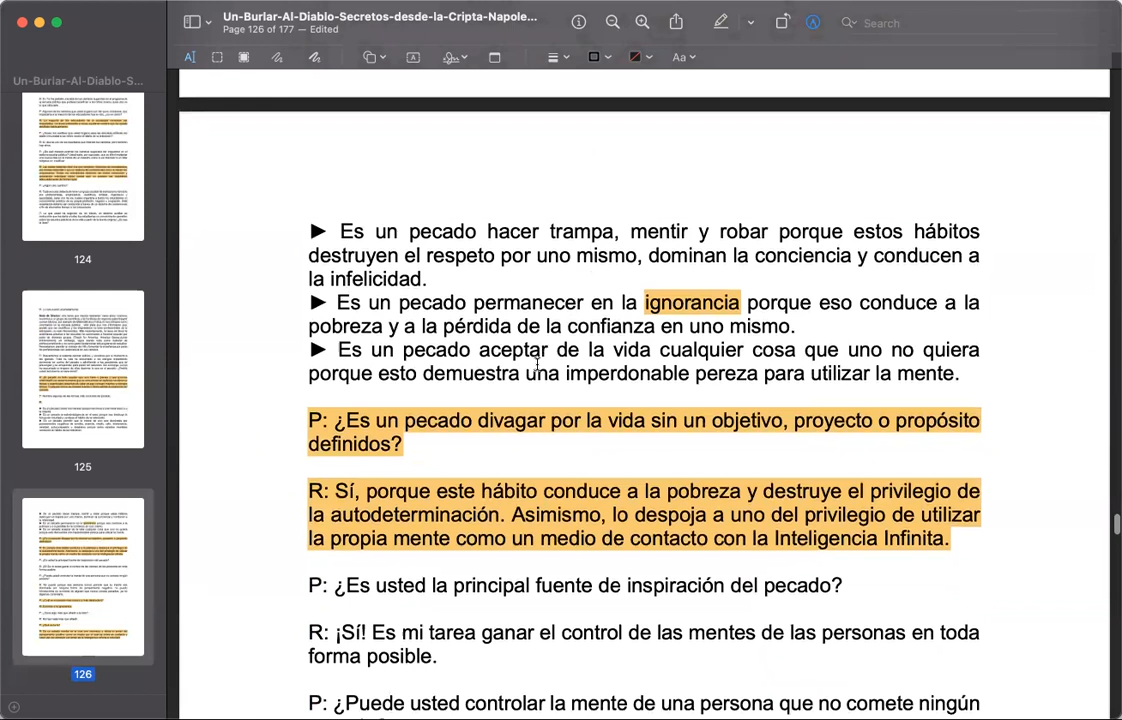 Un-Burlar-Al-Diablo-Secretos-desde-la-Cripta-Napole...
Page 126 of 177 — Edited
Search
Un-Burlar-Al-Diablo-S...
Aa
124
125
126
► Es un pecado hacer trampa, mentir y robar porque estos hábitos
destruyen el respeto por uno mismo, dominan la conciencia y conducen a
la infelicidad.
► Es un pecado permanecer en la ignorancia porque eso conduce a la
pobreza y a la pérdida de la confianza en uno mismo.
► Es un pecado aceptar de la vida cualquier cosa que uno no quiera
porque esto demuestra una imperdonable pereza para utilizar la mente.
P: ¿Es un pecado divagar por la vida sin un objetivo, proyecto o propósito
definidos?
R: Sí, porque este hábito conduce a la pobreza y destruye el privilegio de
la autodeterminación. Asimismo, lo despoja a uno del privilegio de utilizar
la propia mente como un medio de contacto con la Inteligencia Infinita.
P: ¿Es usted la principal fuente de inspiración del pecado?
R: ¡Sí! Es mi tarea ganar el control de las mentes de las personas en toda
forma posible.
P: ¿Puede usted controlar la mente de una persona que no comete ningún